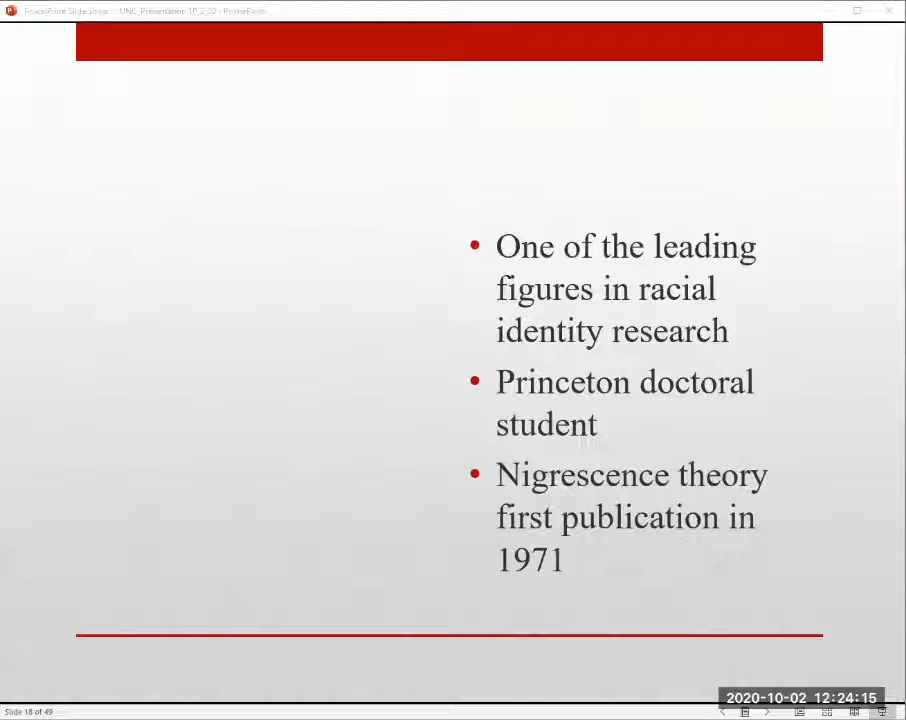 PowerPoint Slide Show - UNC_Presentation 10_2_20 - PowerPoint
• One of the leading
figures in racial
identity research
• Princeton doctoral
student
• Nigrescence theory
first publication in
1971
2020-10-02 12:24:15
Slide 18 of 49